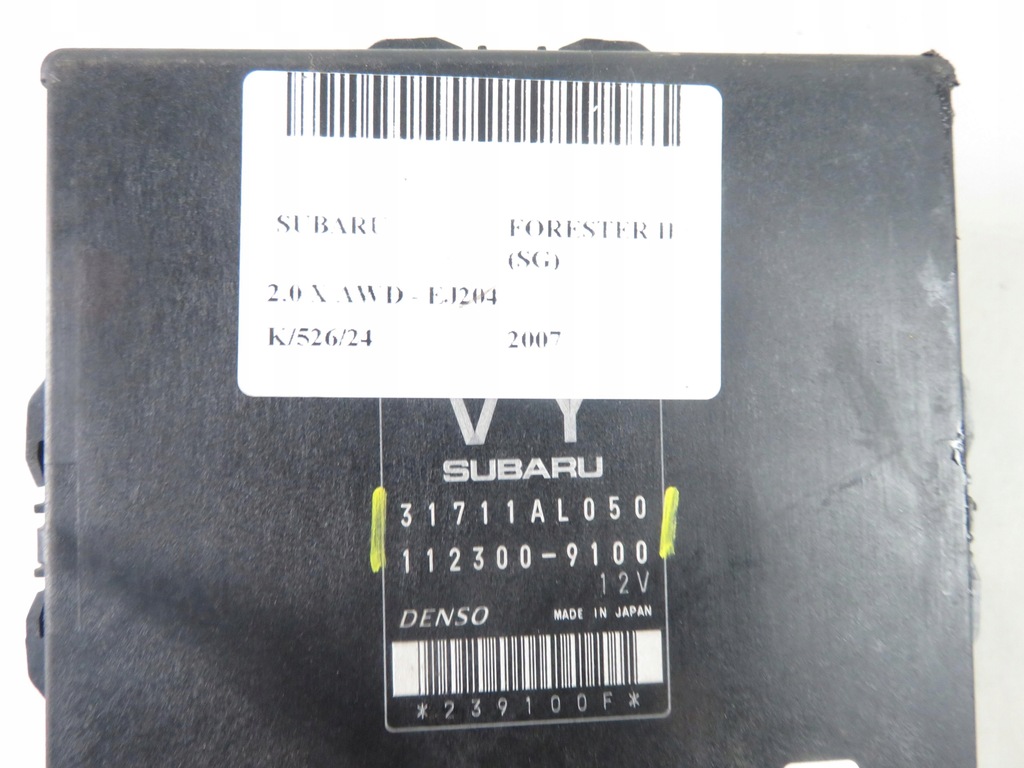 SUBARU FORESTER II
(SG)
2.0 X AWD - EJ204
K/526/24 2007
VY
SUBARU
31711AL050
112300-9100
12V
DENSO MADE IN JAPAN
*239100F*